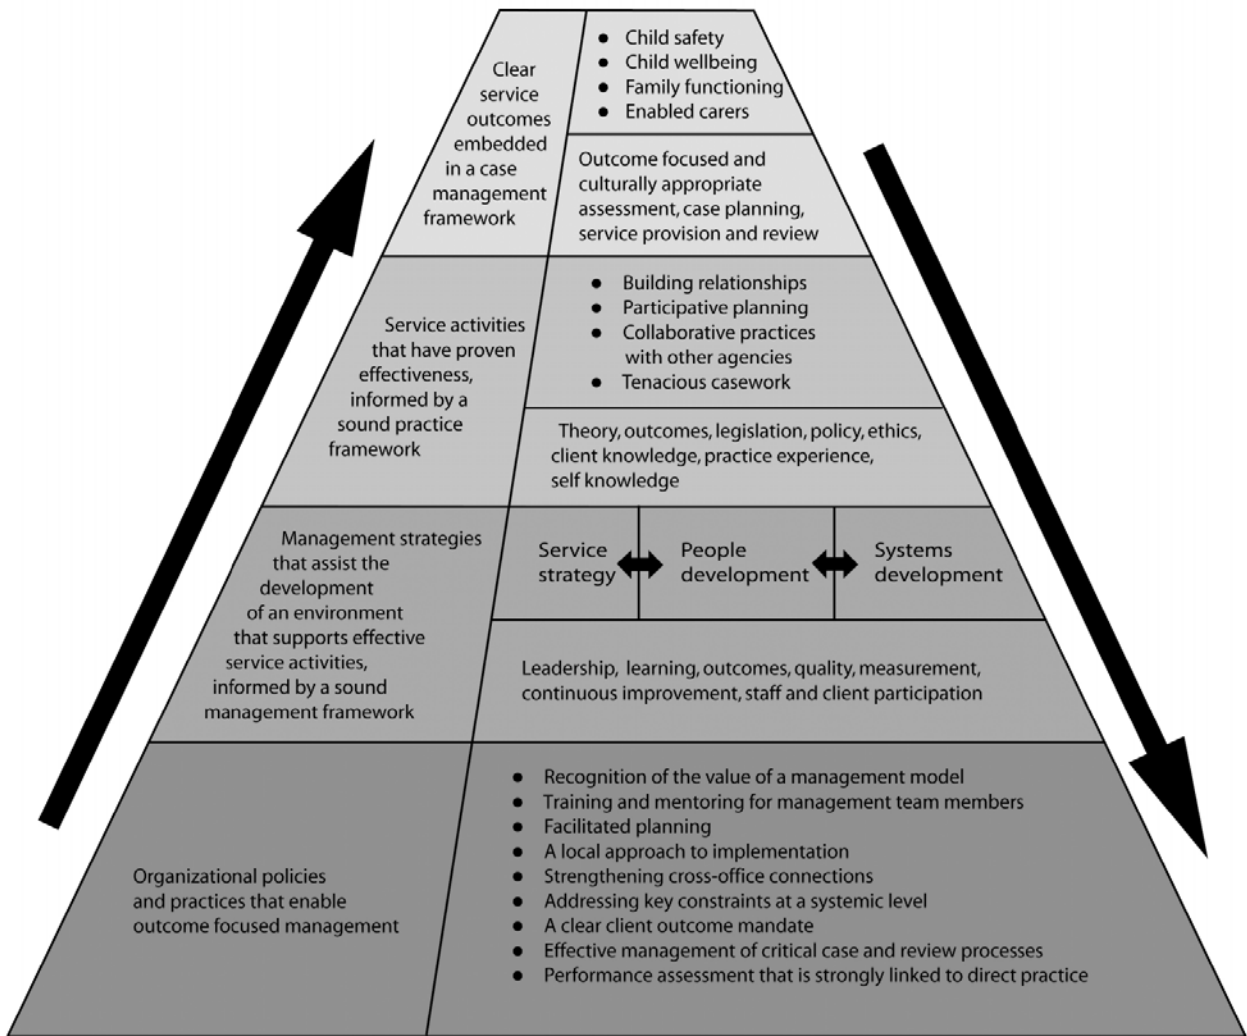 Clear
service
outcomes
embedded
in a case
management
framework
● Child safety
● Child wellbeing
● Family functioning
● Enabled carers
Outcome focused and
culturally appropriate
assessment, case planning,
service provision and review
Service activities
that have proven
effectiveness,
informed by a
sound practice
framework
● Building relationships
● Participative planning
● Collaborative practices
with other agencies
● Tenacious casework
Theory, outcomes, legislation, policy, ethics,
client knowledge, practice experience,
self knowledge
Management strategies
that assist the
development
of an environment
that supports effective
service activities,
informed by a sound
management framework
Service
strategy
People
development
Systems
development
Leadership, learning, outcomes, quality, measurement,
continuous improvement, staff and client participation
Organizational policies
and practices that enable
outcome focused management
● Recognition of the value of a management model
● Training and mentoring for management team members
● Facilitated planning
● A local approach to implementation
● Strengthening cross-office connections
● Addressing key constraints at a systemic level
● A clear client outcome mandate
● Effective management of critical case and review processes
● Performance assessment that is strongly linked to direct practice